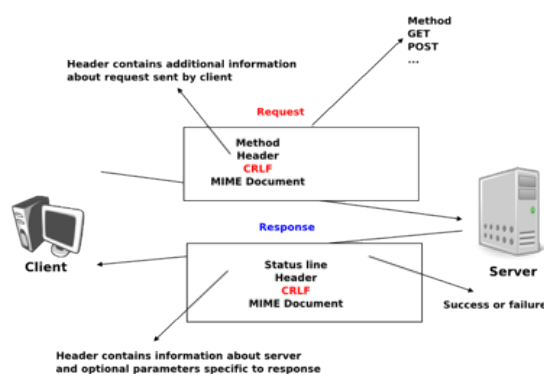 Method
GET
POST
...
Header contains additional information
about request sent by client
Request
Method
Header
CRLF
MIME Document
Response
Client
Server
Status line
Header
CRLF
MIME Document
Success or failure
Header contains information about server
and optional parameters specific to response